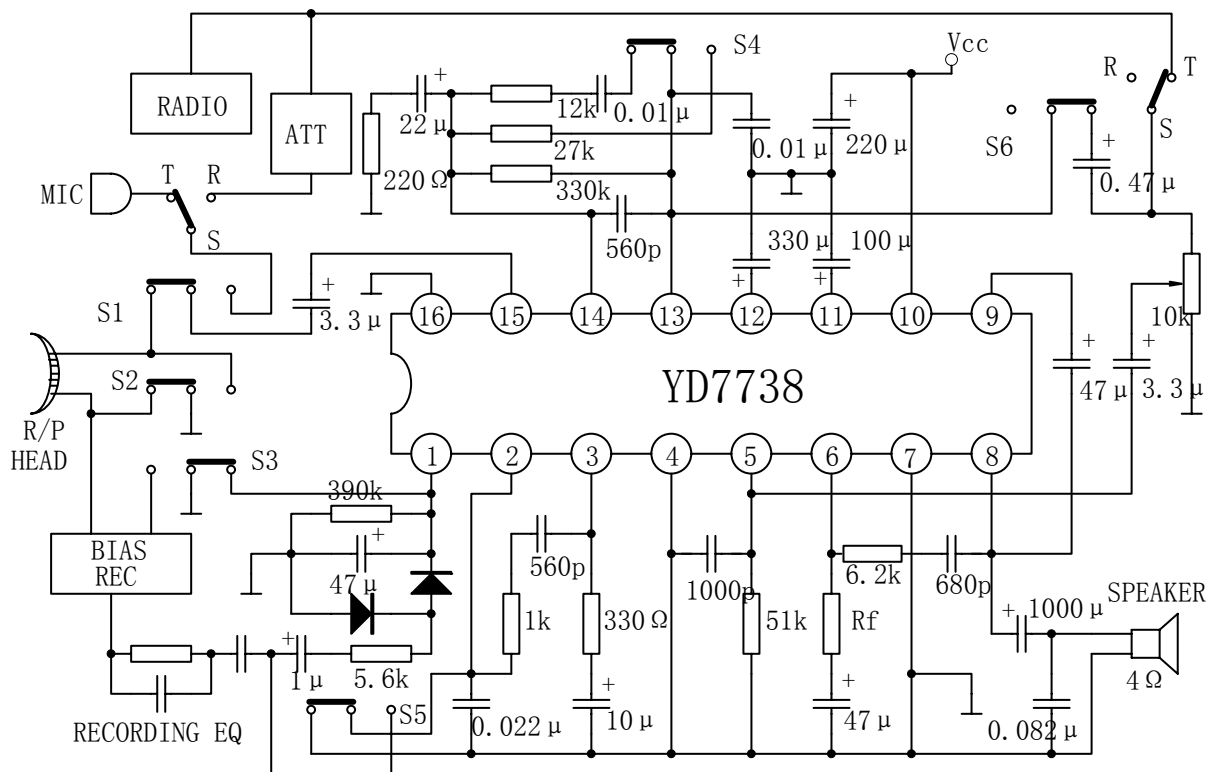 S4
Vcc
R
T
RADIO
ATT
+
22μ
12k
0.01μ
27k
220Ω
330k
0.01μ
+
220μ
S6
+
0.47μ
S
MIC
T
R
S
560p
330μ
100μ
+
+
S1
+
3.3μ
16
15
14
13
12
11
10
9
10k
YD7738
+
47μ
+
3.3μ
S2
R/P
HEAD
S3
1
2
3
4
5
6
7
8
390k
+
47μ
BIAS
REC
560p
1000p
6.2k
680p
1k
330Ω
51k
Rf
+
1000μ
SPEAKER
4Ω
+
1μ
5.6k
S5
RECORDING EQ
0.022μ
+
10μ
+
47μ
0.082μ